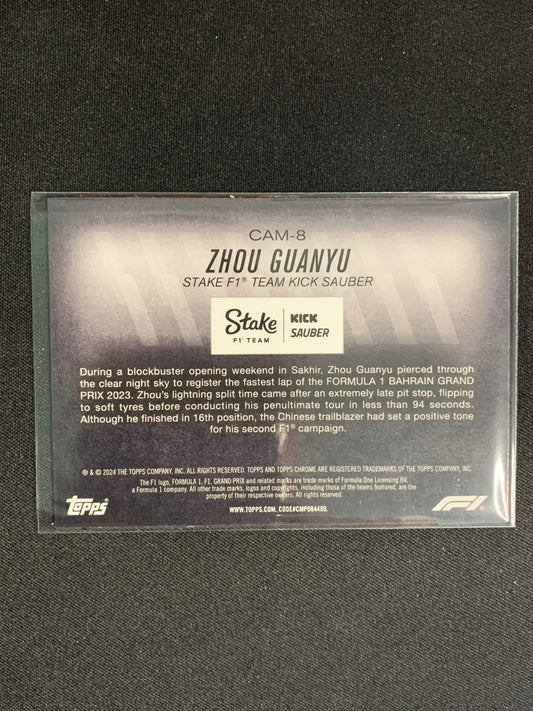 CAM-8
ZHOU GUANYU
STAKE F1® TEAM KICK SAUBER
Stake F1® TEAM KICK SAUBER
During a blockbuster opening weekend in Sakhir, Zhou Guanyu pierced through
the clear night sky to register the fastest lap of the FORMULA 1 BAHRAIN GRAND
PRIX 2023. Zhou's lightning split time came after an extremely late pit stop, flipping
to soft tyres before conducting his penultimate tour in less than 94 seconds.
Although he finished in 16th position, the Chinese trailblazer had set a positive tone
for his second F1® campaign.
® & © 2024 THE TOPPS COMPANY, INC. ALL RIGHTS RESERVED. TOPPS AND TOPPS CHROME ARE REGISTERED TRADEMARKS OF THE TOPPS COMPANY, INC.
The F1 logo, FORMULA 1, F1, GRAND PRIX and related marks are trade marks of Formula One Licensing BV,
a Formula 1 company. All other trade marks, logos and copyrights, including those of the teams featured, are the
property of their respective owners. All rights reserved.
WWW.TOPPS.COM. CODE#CMP084480.
Topps
F1